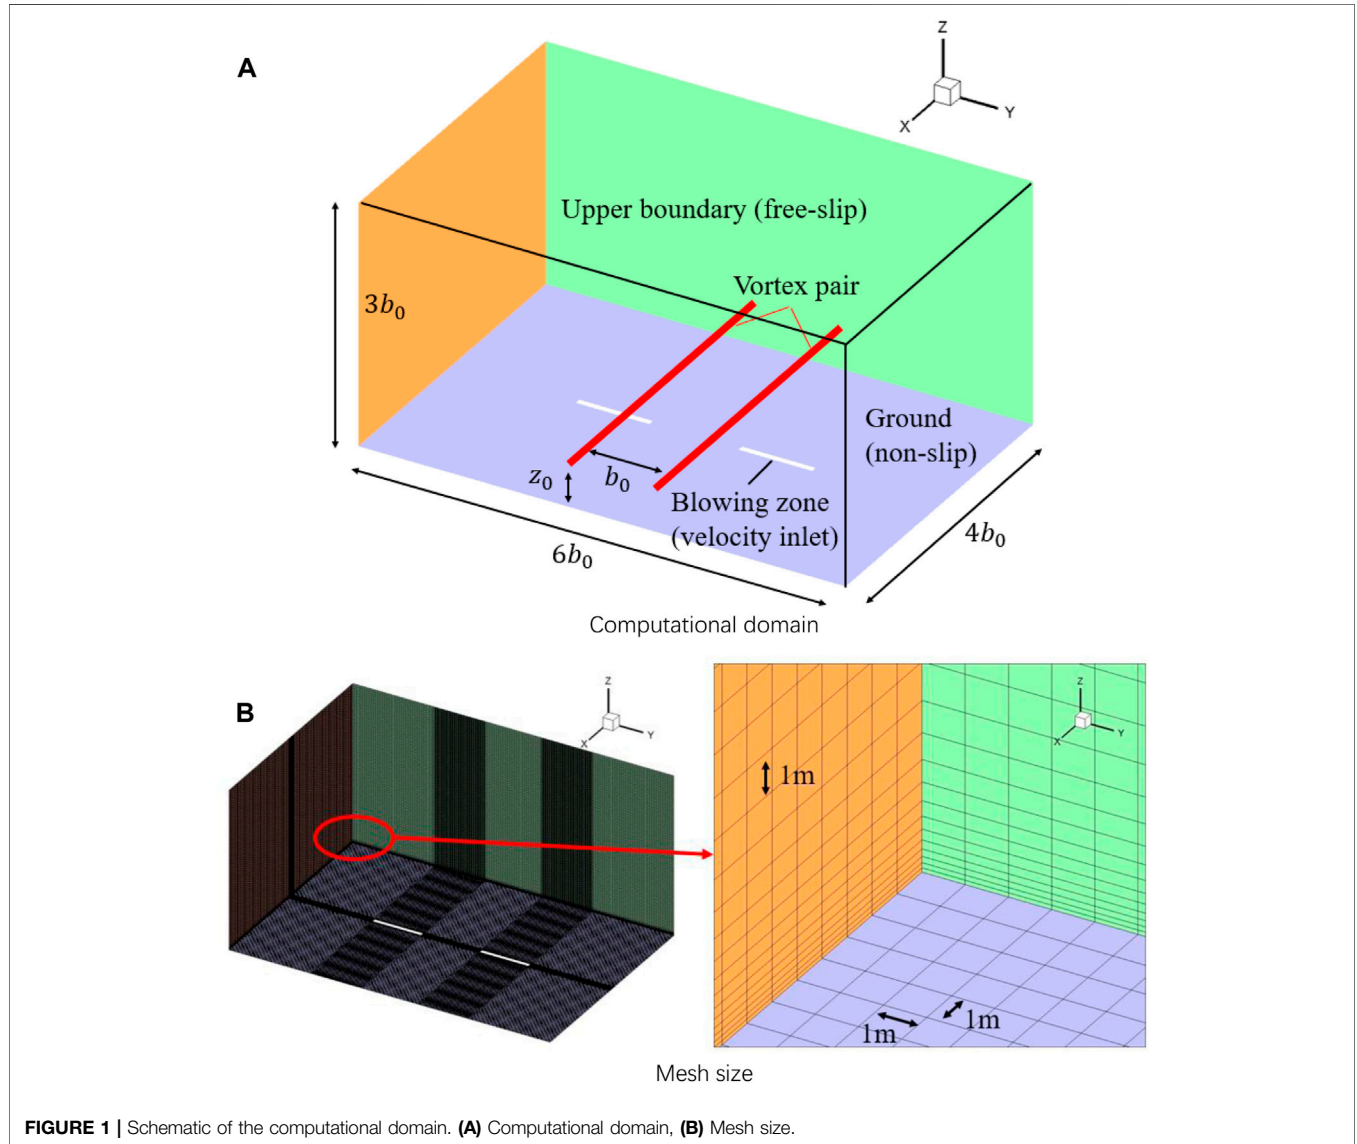 A
Z
X
Y
Upper boundary (free-slip)
Vortex pair
3b₀
Ground
(non-slip)
z₀
b₀
Blowing zone
(velocity inlet)
6b₀
4b₀
Computational domain
B
Z
X
Y
Z
X
Y
1m
1m
1m
Mesh size
FIGURE 1 | Schematic of the computational domain. (A) Computational domain, (B) Mesh size.